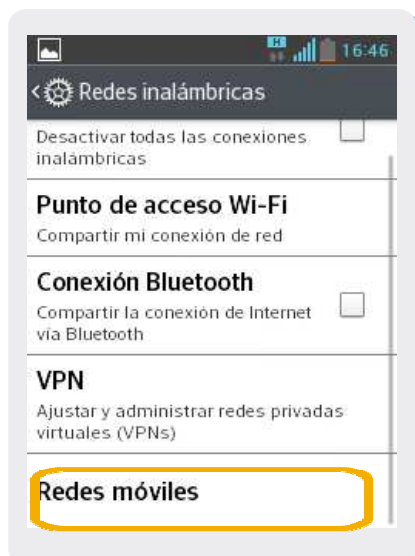 H
16:46
Redes inalámbricas
Desactivar todas las conexiones
inalámbricas
Punto de acceso Wi-Fi
Compartir mi conexión de red
Conexión Bluetooth
Compartir la conexión de Internet
vía Bluetooth
VPN
Ajustar y administrar redes privadas
virtuales (VPNs)
Redes móviles